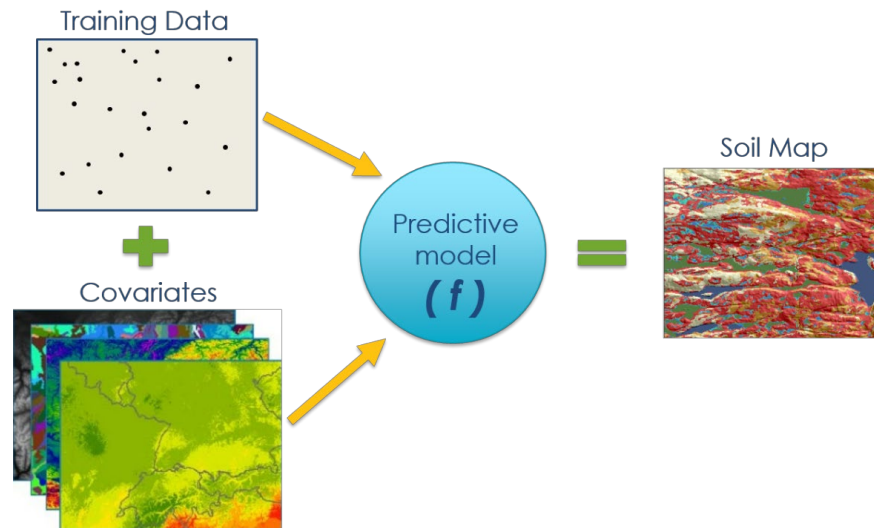 Training Data
Covariates
Predictive
model
( f )
Soil Map